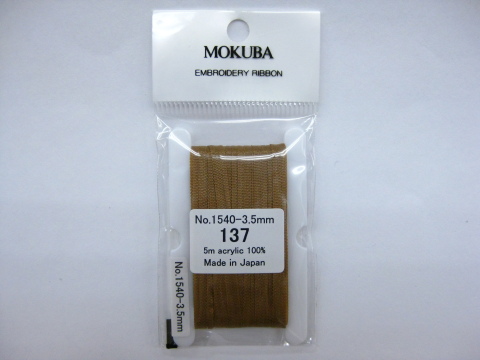 MOKUBA
EMBROIDERY RIBBON
No.1540-3.5mm
137
5m acrylic 100%
Made in Japan
No.1540-3.5mm